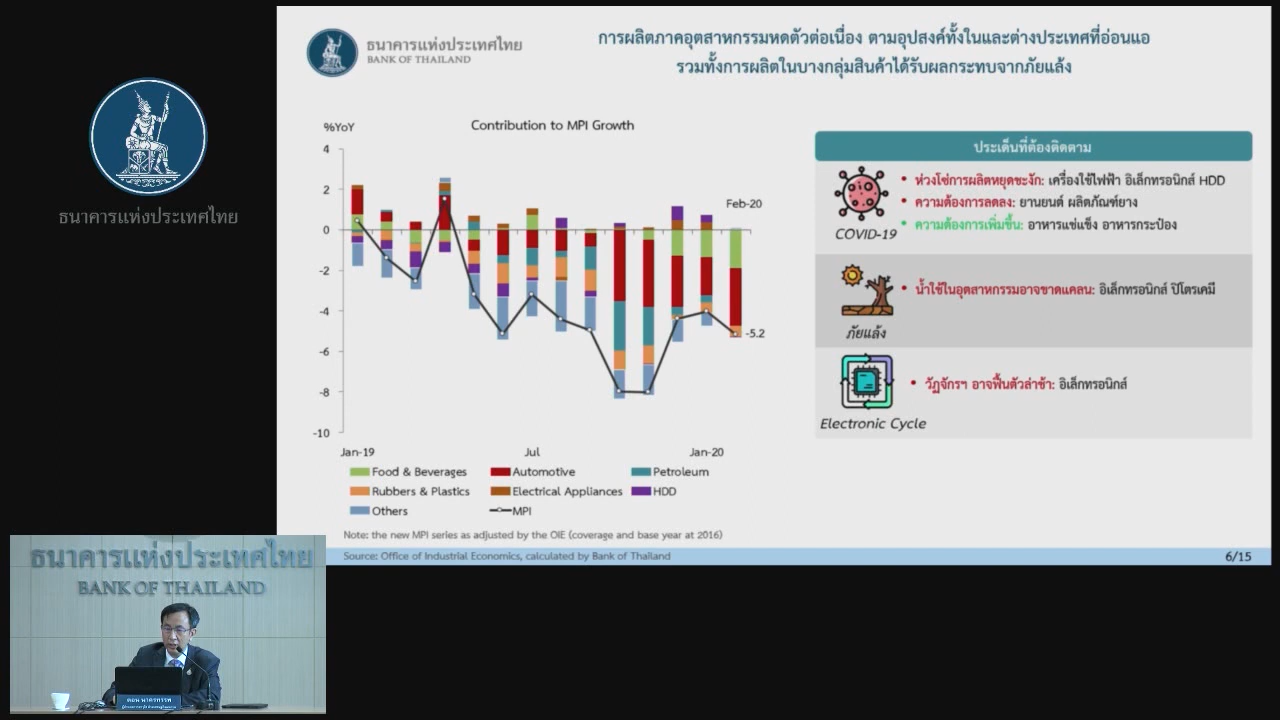 ธนาคารแห่งประเทศไทย
ธนาคารแห่งประเทศไทย
BANK OF THAILAND
การผลิตภาคอุตสาหกรรมหดตัวต่อเนื่อง ตามอุปสงค์ทั้งในและต่างประเทศที่อ่อนแอ
รวมทั้งการผลิตในบางกลุ่มสินค้าได้รับผลกระทบจากภัยแล้ง
%YoY
Contribution to MPI Growth
4
2
0
-2
-4
-6
-8
-10
Feb-20
-5.2
Jan-19
Jul
Jan-20
Food & Beverages
Automotive
Petroleum
Rubbers & Plastics
Electrical Appliances
HDD
Others
MPI
Note: the new MPI series as adjusted by the OIE (coverage and base year at 2016)
Source: Office of Industrial Economics, calculated by Bank of Thailand
6/15
ประเด็นที่ต้องติดตาม
• ห่วงโซ่การผลิตหยุดชะงัก: เครื่องใช้ไฟฟ้า อิเล็กทรอนิกส์ HDD
• ความต้องการลดลง: ยานยนต์ ผลิตภัณฑ์ยาง
• ความต้องการเพิ่มขึ้น: อาหารแช่แข็ง อาหารกระป๋อง
COVID-19
• น้ำใช้ในอุตสาหกรรมอาจขาดแคลน: อิเล็กทรอนิกส์ ปิโตรเคมี
ภัยแล้ง
• วัฏจักรฯ อาจฟื้นตัวล่าช้า: อิเล็กทรอนิกส์
Electronic Cycle
ธนาคารแห่งประเทศไทย
BANK OF THAILAND
ดอน นาครทรรพ